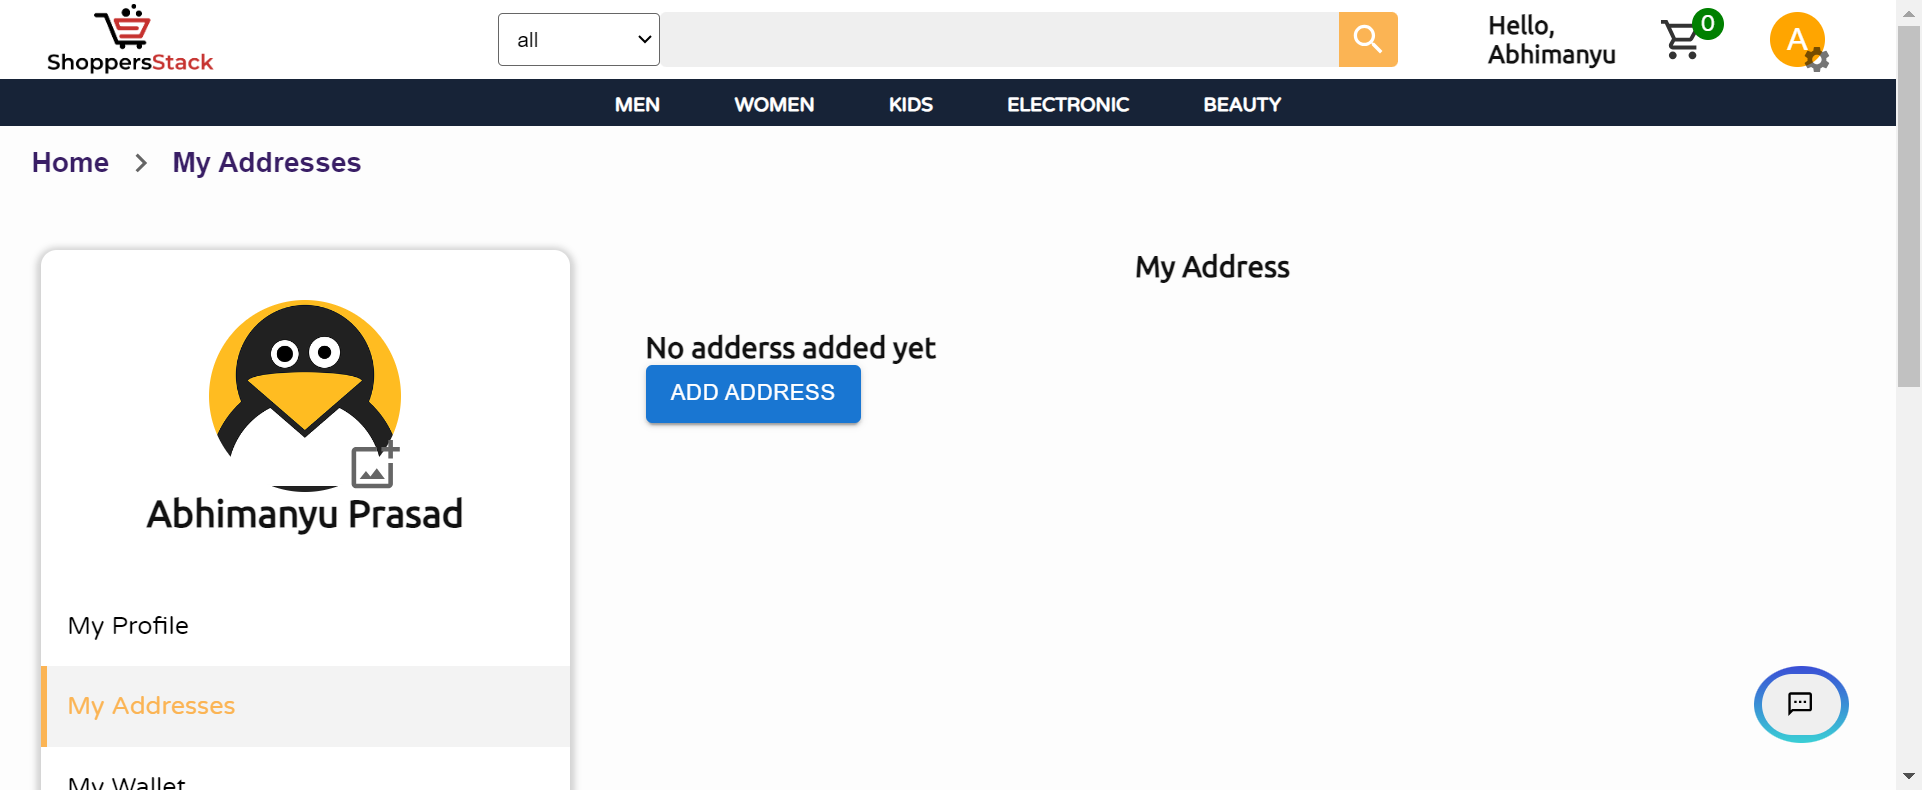 ShoppersStack
all
Hello,
Abhimanyu
0
A
MEN WOMEN KIDS ELECTRONIC BEAUTY
Home > My Addresses
Abhimanyu Prasad
My Profile
My Addresses
My Wallet
My Address
No adderss added yet
ADD ADDRESS